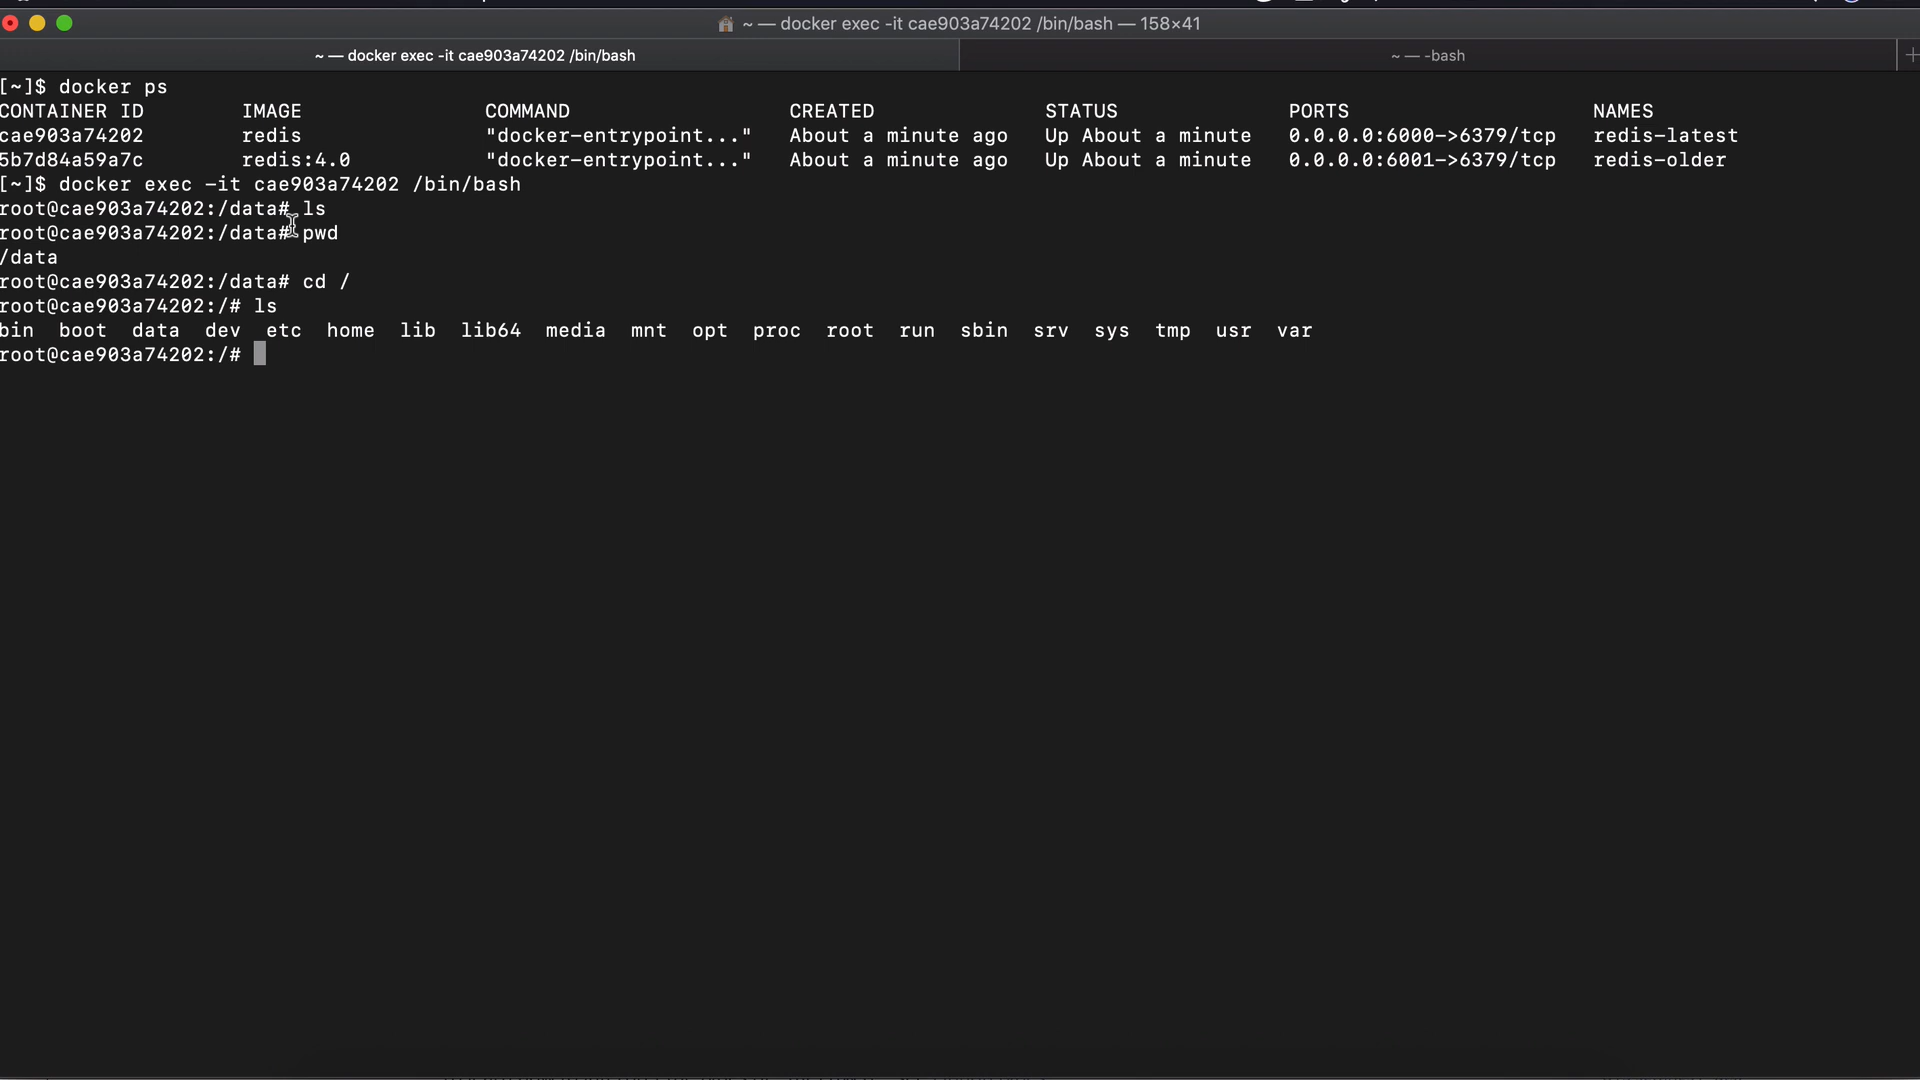 ~ — docker exec -it cae903a74202 /bin/bash — 158×41
~ — docker exec -it cae903a74202 /bin/bash
~ — -bash
[~]$ docker ps
CONTAINER ID IMAGE COMMAND CREATED STATUS PORTS NAMES
cae903a74202 redis "docker-entrypoint..." About a minute ago Up About a minute 0.0.0.0:6000->6379/tcp redis-latest
5b7d84a59a7c redis:4.0 "docker-entrypoint..." About a minute ago Up About a minute 0.0.0.0:6001->6379/tcp redis-older
[~]$ docker exec -it cae903a74202 /bin/bash
root@cae903a74202:/data# ls
root@cae903a74202:/data# pwd
/data
root@cae903a74202:/data# cd /
root@cae903a74202:/# ls
bin boot data dev etc home lib lib64 media mnt opt proc root run sbin srv sys tmp usr var
root@cae903a74202:/#